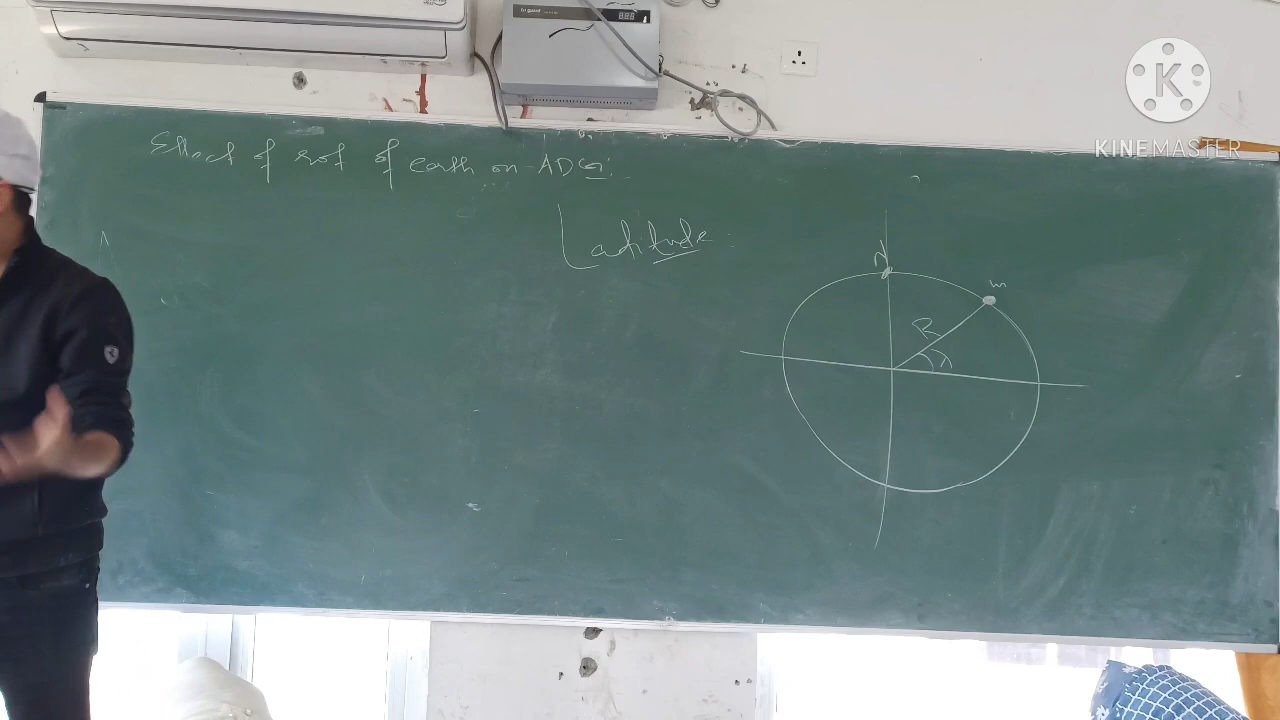 Effect of rot of earth on ADG:
Latitude:
N
m
R
λ
KINEMASTER
K